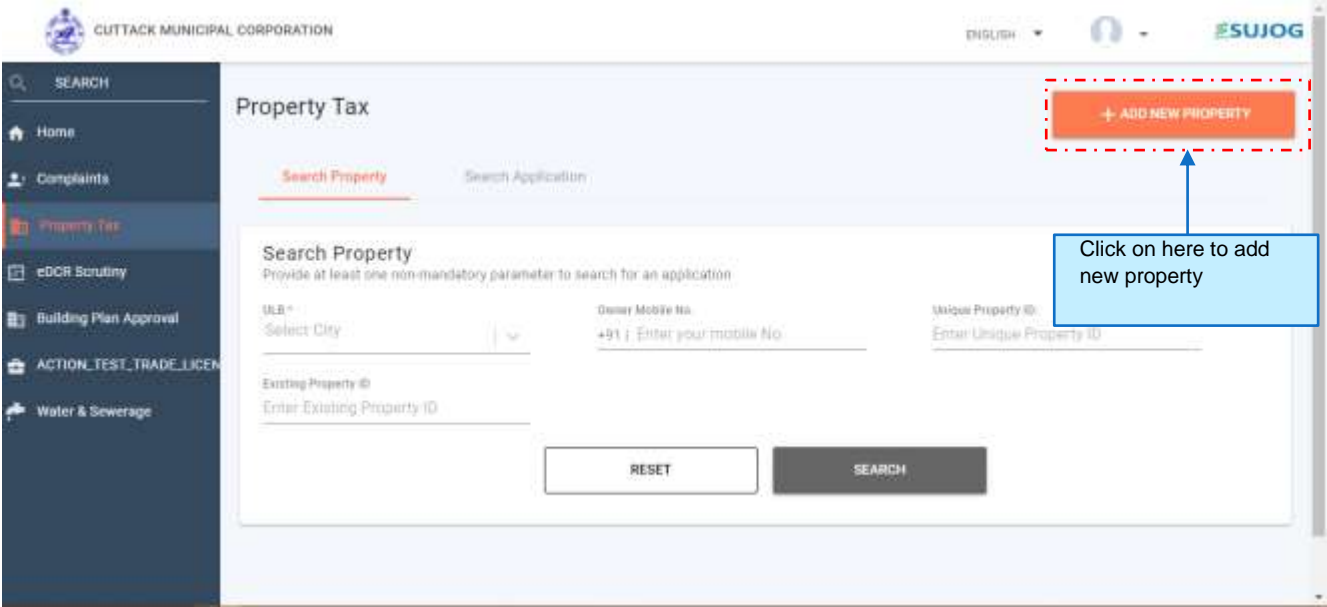 CUTTACK MUNICIPAL CORPORATION
ENGLISH
SUJOG
SEARCH
Home
Complaints
Property Tax
eDCR Scrutiny
Building Plan Approval
ACTION_TEST_TRADE_LICEN
Water & Sewerage
Property Tax
+ ADD NEW PROPERTY
Search Property
Search Application
Click on here to add
new property
Search Property
Provide at least one non-mandatory parameter to search for an application
ULB *
Select City
Owner Mobile No.
+91 | Enter your mobile No.
Unique Property ID
Enter Unique Property ID
Existing Property ID
Enter Existing Property ID
RESET
SEARCH